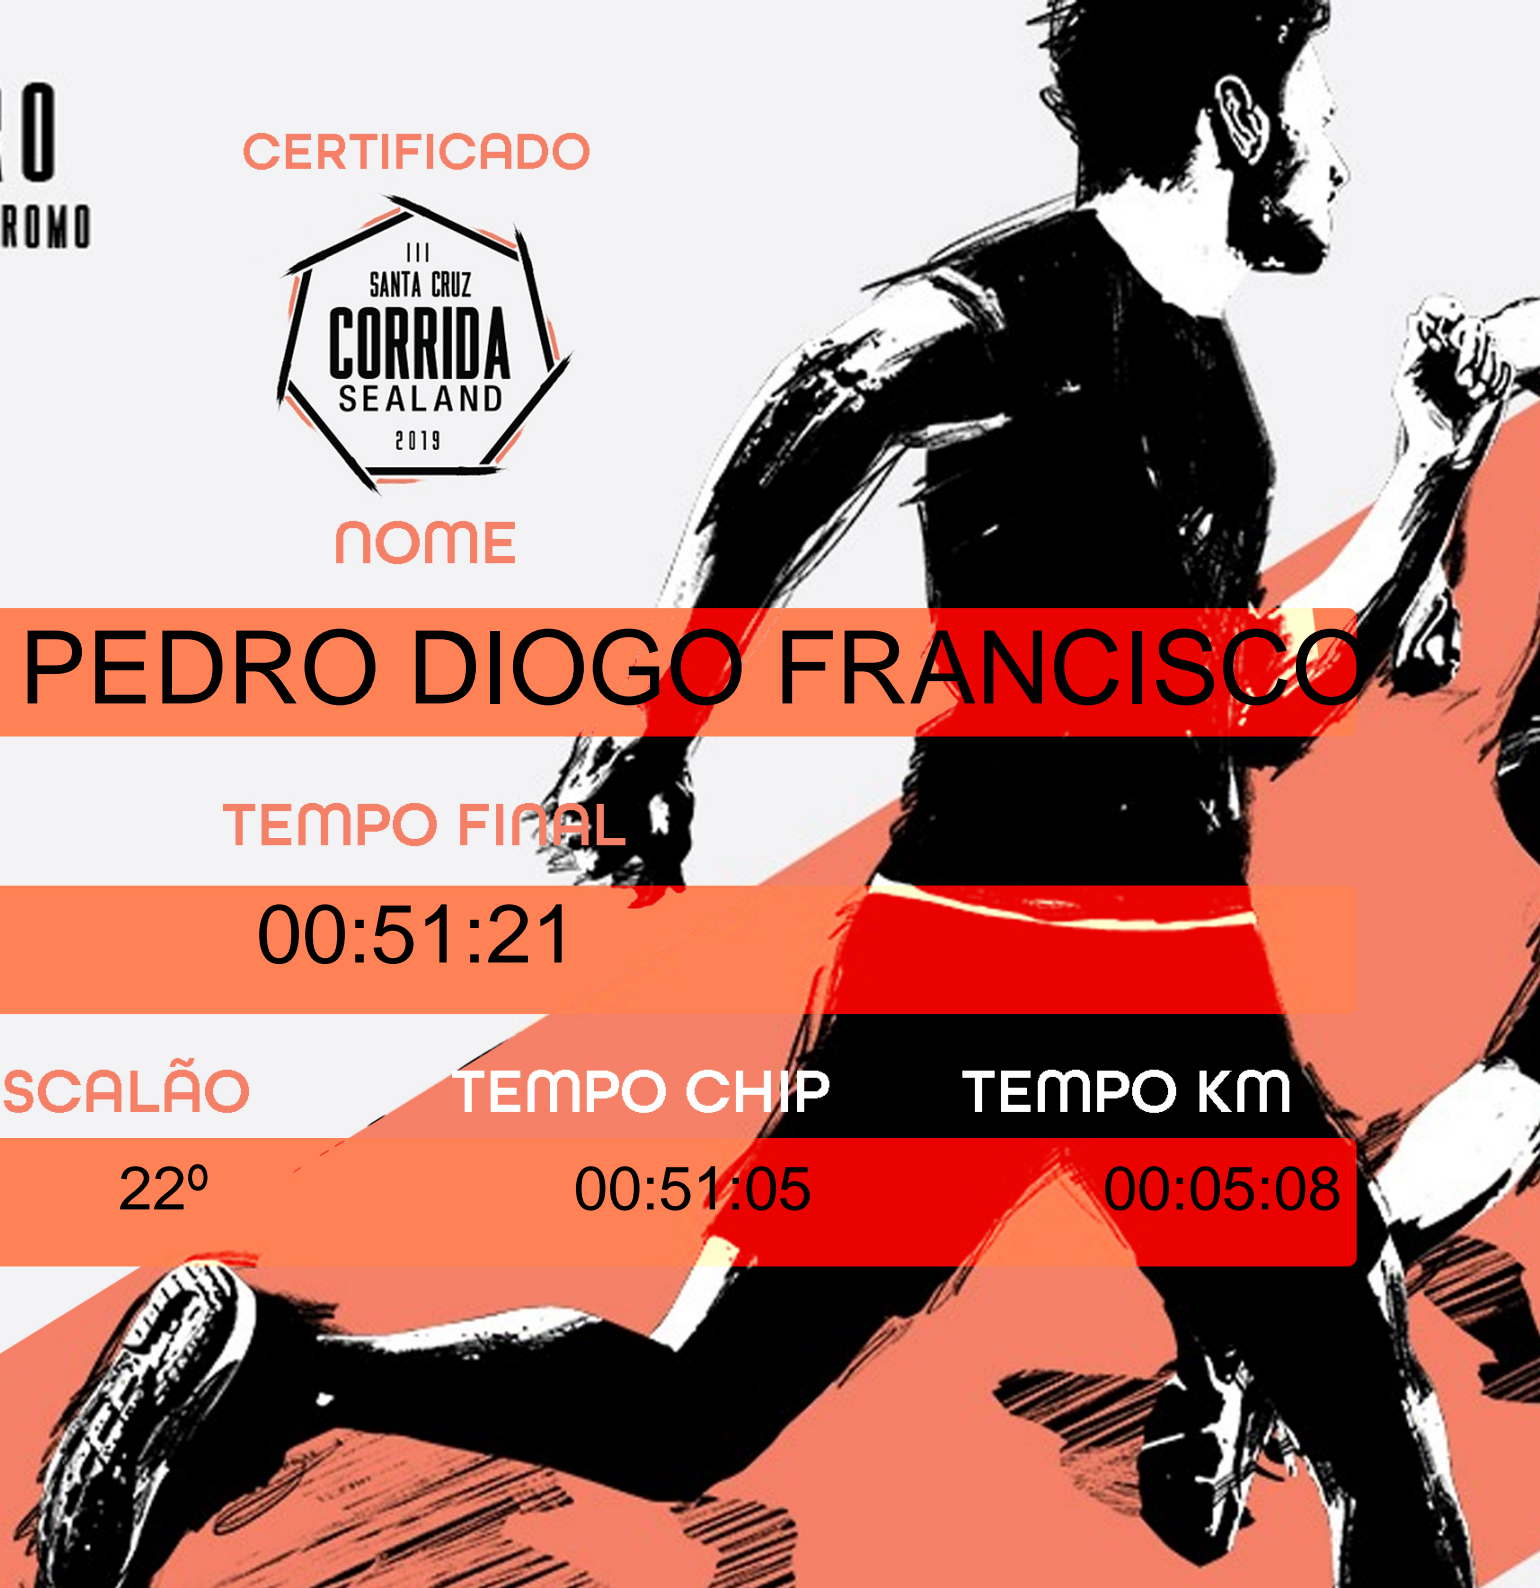 CERTIFICADO
III
SANTA CRUZ
CORRIDA
SEALAND
2019
NOME
PEDRO DIOGO FRANCISCO
TEMPO FINAL
00:51:21
TEMPO CHIP TEMPO KM
22º 00:51:05 00:05:08